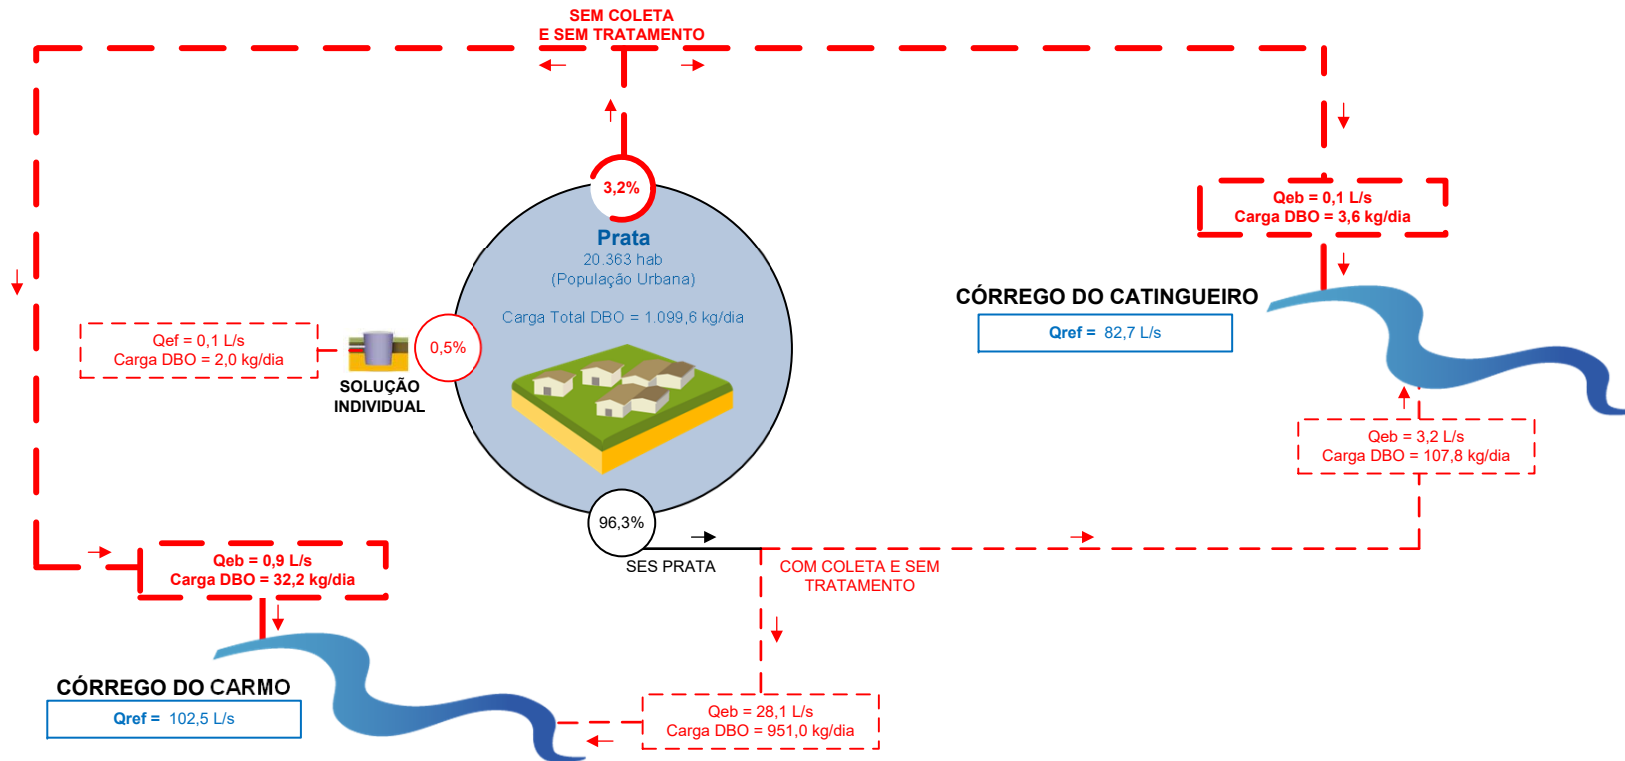 SEM COLETA
E SEM TRATAMENTO
3,2%
Prata
20.363 hab
(População Urbana)
Carga Total DBO = 1.099,6 kg/dia
Qeb = 0,1 L/s
Carga DBO = 3,6 kg/dia
CÓRREGO DO CATINGUEIRO
Qref = 82,7 L/s
Qef = 0,1 L/s
Carga DBO = 2,0 kg/dia
0,5%
SOLUÇÃO
INDIVIDUAL
Qeb = 3,2 L/s
Carga DBO = 107,8 kg/dia
96,3%
SES PRATA
COM COLETA E SEM
TRATAMENTO
Qeb = 0,9 L/s
Carga DBO = 32,2 kg/dia
CÓRREGO DO CARMO
Qref = 102,5 L/s
Qeb = 28,1 L/s
Carga DBO = 951,0 kg/dia